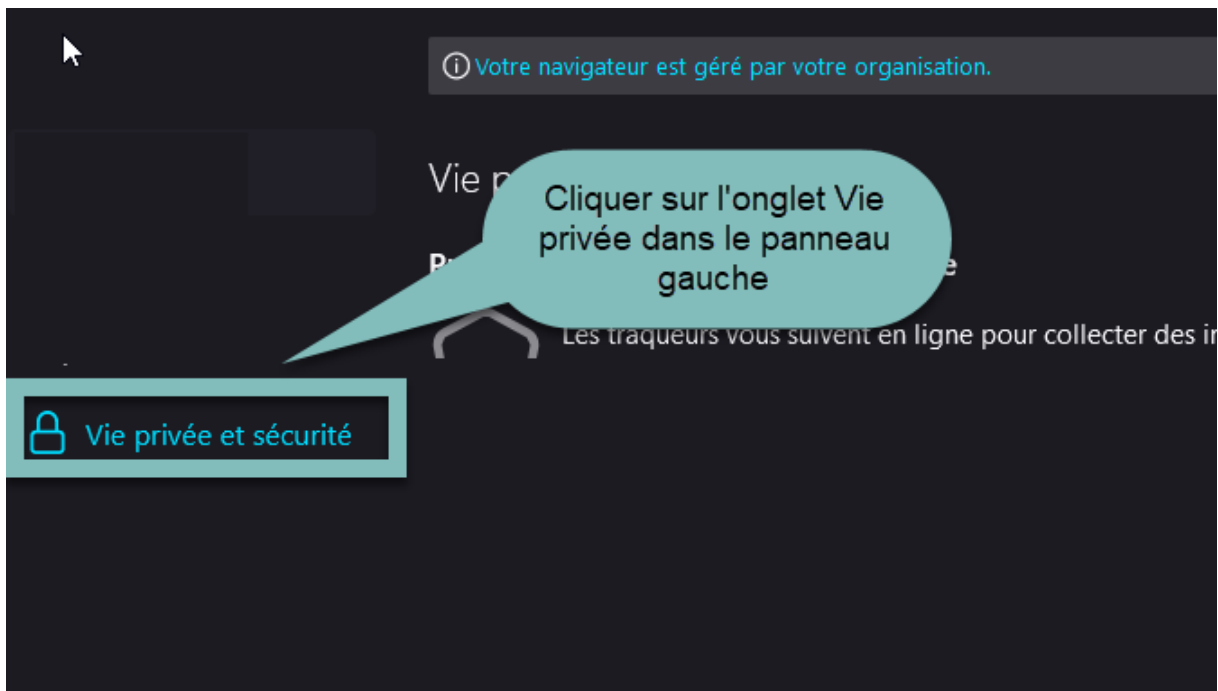 Votre navigateur est géré par votre organisation.
Vie
Cliquer sur l'onglet Vie
privée dans le panneau
gauche
Les traqueurs vous suivent en ligne pour collecter des
Vie privée et sécurité